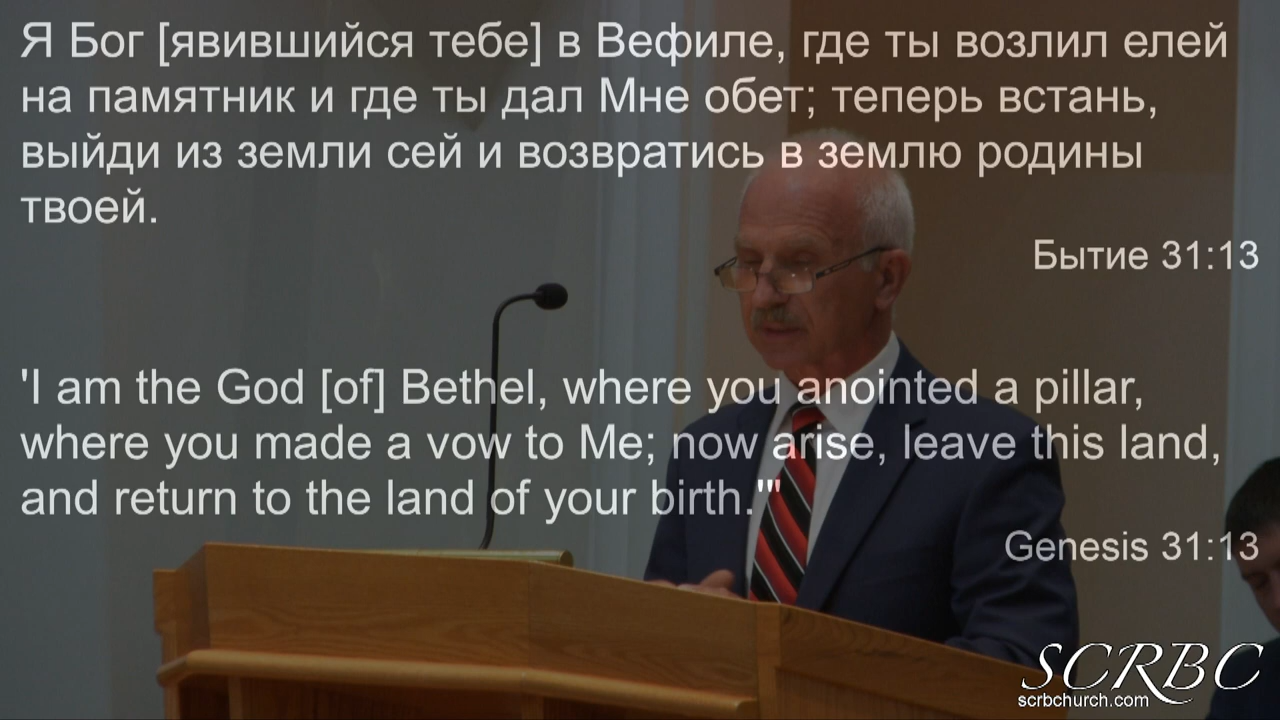 Я Бог [явившийся тебе] в Вефиле, где ты возлил елей
на памятник и где ты дал Мне обет; теперь встань,
выйди из земли сей и возвратись в землю родины
твоей.
Бытие 31:13
'I am the God [of] Bethel, where you anointed a pillar,
where you made a vow to Me; now arise, leave this land,
and return to the land of your birth.'"
Genesis 31:13
SCRBC
scrbchurch.com